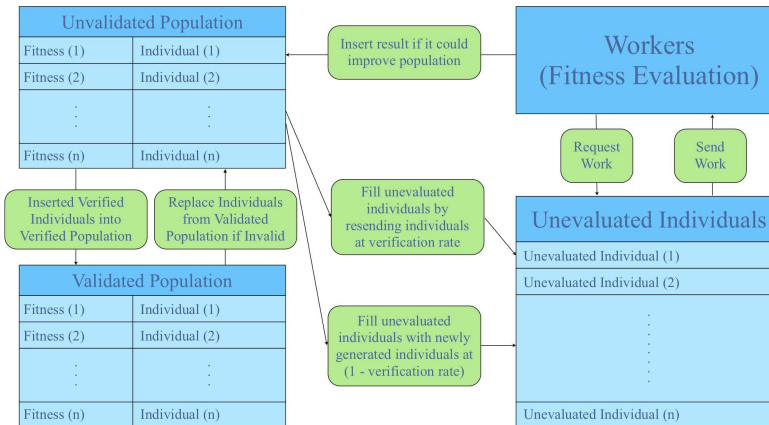 Unvalidated Population
Fitness (1) Individual (1)
Fitness (2) Individual (2)
. .
. .
. .
Fitness (n) Individual (n)
Insert result if it could
improve population
Workers
(Fitness Evaluation)
Request
Work
Send
Work
Inserted Verified
Individuals into
Verified Population
Replace Individuals
from Validated
Population if Invalid
Fill unevaluated
individuals by
resending individuals
at verification rate
Unevaluated Individuals
Unevaluated Individual (1)
Unevaluated Individual (2)
.
.
.
.
.
.
.
.
Unevaluated Individual (n)
Validated Population
Fitness (1) Individual (1)
Fitness (2) Individual (2)
. .
. .
. .
Fitness (n) Individual (n)
Fill unevaluated
individuals with newly
generated individuals at
(1 - verification rate)